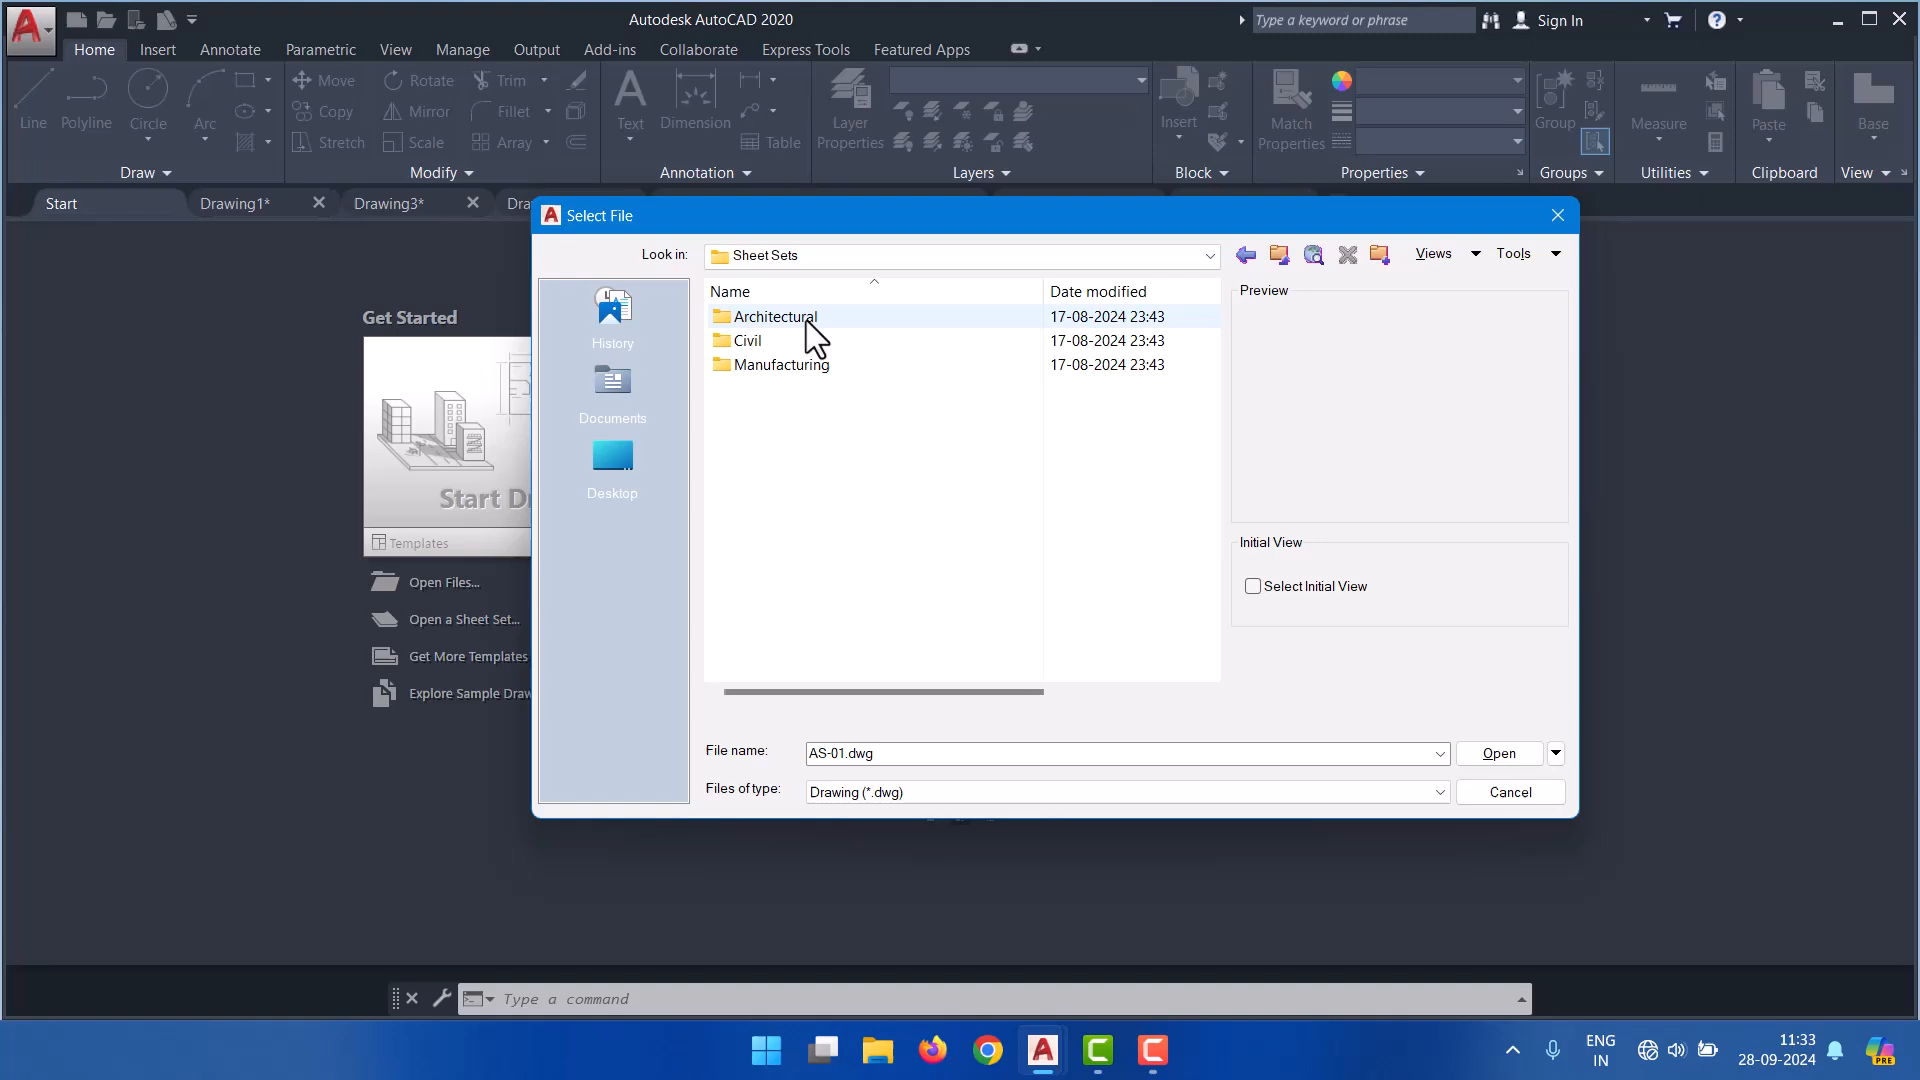 Autodesk AutoCAD 2020
Type a keyword or phrase
Sign In
Home Insert Annotate Parametric View Manage Output Add-ins Collaborate Express Tools Featured Apps
Line Polyline Circle Arc
Move Rotate Trim
Copy Mirror Fillet
Stretch Scale Array
Text Dimension Table
Layer Properties
Insert
Match Properties
Group
Measure
Paste
Base
Draw Modify Annotation Layers Block Properties Groups Utilities Clipboard View
Start Drawing1* Drawing3*
Select File
Look in: Sheet Sets Views Tools
Name Date modified
Architectural 17-08-2024 23:43
Civil 17-08-2024 23:43
Manufacturing 17-08-2024 23:43
History
Documents
Desktop
Preview
Initial View
Select Initial View
File name: AS-01.dwg Open
Files of type: Drawing (*.dwg) Cancel
Get Started
Start
Templates
Open Files...
Open a Sheet Set...
Get More Templates
Explore Sample
Type a command
ENG
IN
11:33
28-09-2024
PRE